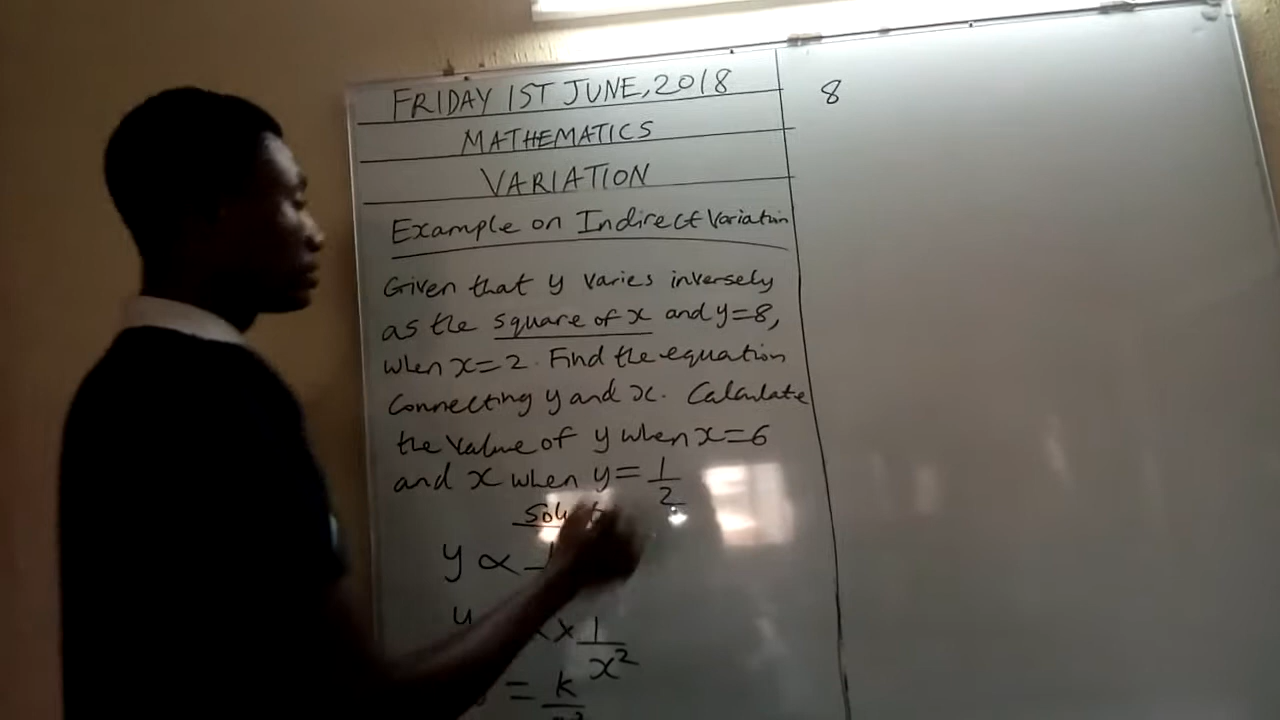 FRIDAY 1ST JUNE, 2018
MATHEMATICS
VARIATION
Example on Indirect Variation
Given that y varies inversely
as the square of x and y=8,
when x=2. Find the equation
connecting y and x. Calculate
the value of y when x=6
and x when y=1/2
y ∝ 1
y x 1/x²
= k
8